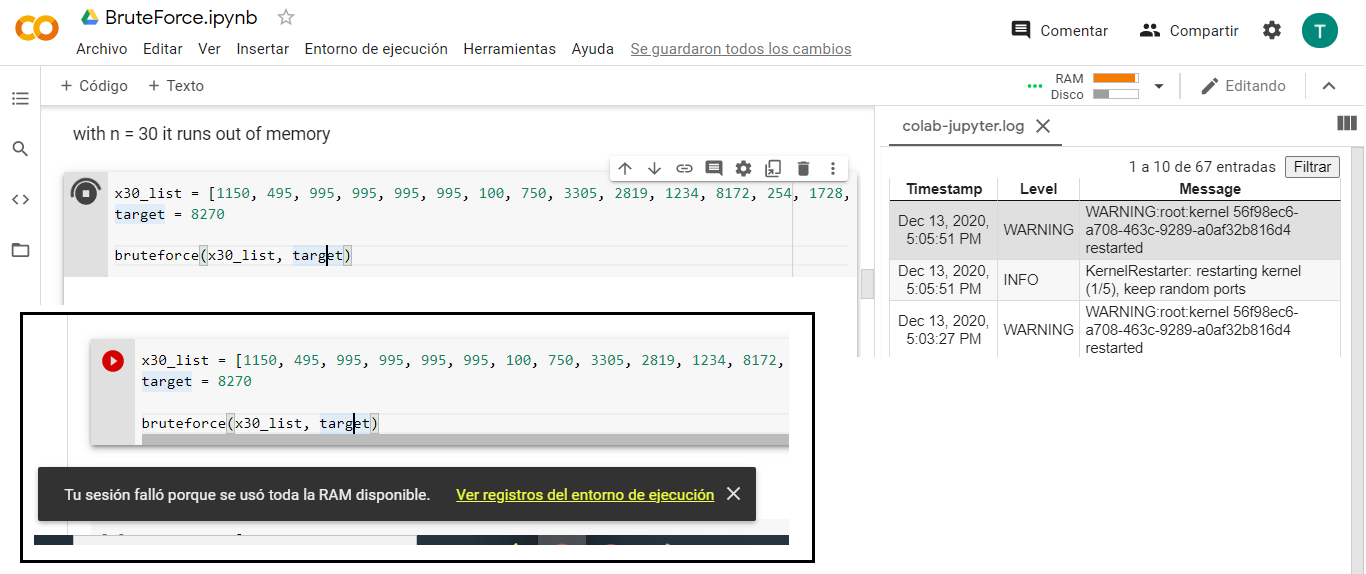 BruteForce.ipynb
Archivo Editar Ver Insertar Entorno de ejecución Herramientas Ayuda Se guardaron todos los cambios
Comentar Compartir T
+ Código + Texto
RAM
Disco
Editando
with n = 30 it runs out of memory
x30_list = [1150, 495, 995, 995, 995, 995, 100, 750, 3305, 2819, 1234, 8172, 254, 1728,
target = 8270
bruteforce(x30_list, target)
colab-jupyter.log
1 a 10 de 67 entradas Filtrar
Timestamp Level Message
Dec 13, 2020, 5:05:51 PM WARNING WARNING:root:kernel 56f98ec6-
a708-463c-9289-a0af32b816d4
restarted
Dec 13, 2020, 5:05:51 PM INFO KernelRestarter: restarting kernel
(1/5), keep random ports
Dec 13, 2020, 5:03:27 PM WARNING WARNING:root:kernel 56f98ec6-
a708-463c-9289-a0af32b816d4
restarted
x30_list = [1150, 495, 995, 995, 995, 995, 100, 750, 3305, 2819, 1234, 8172,
target = 8270
bruteforce(x30_list, target)
Tu sesión falló porque se usó toda la RAM disponible. Ver registros del entorno de ejecución